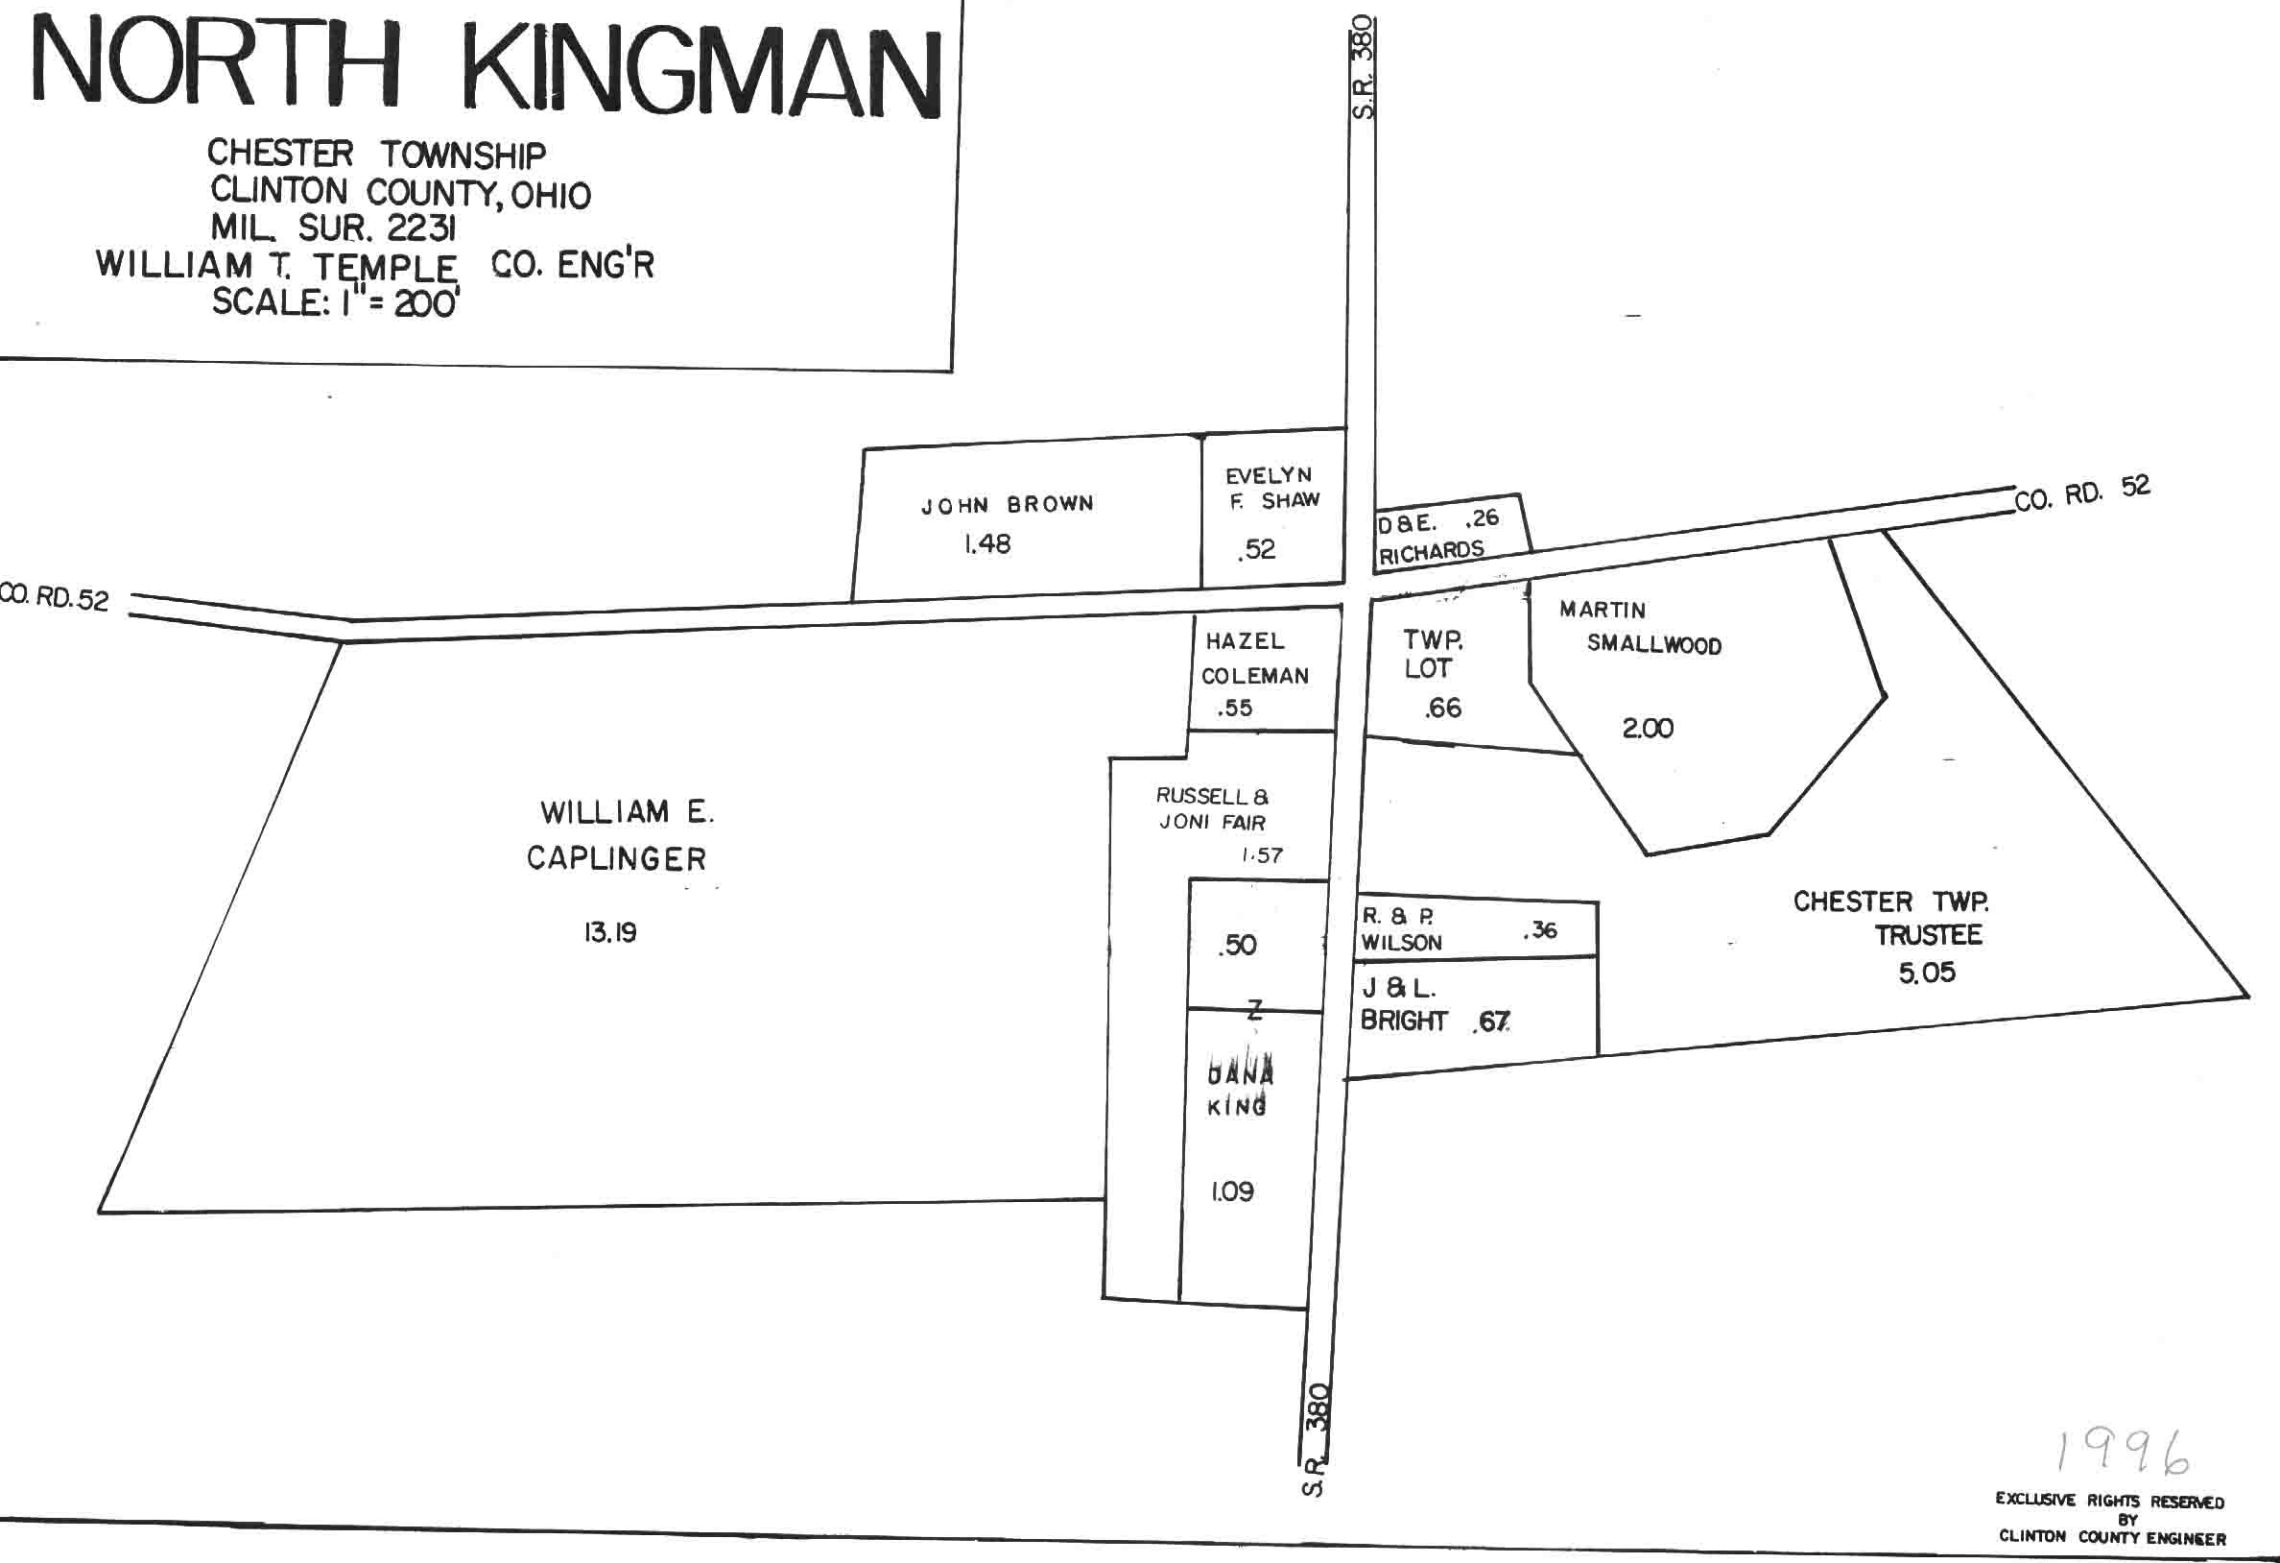 NORTH KINGMAN
CHESTER TOWNSHIP
CLINTON COUNTY, OHIO
MIL. SUR. 2231
WILLIAM T. TEMPLE CO. ENG'R
SCALE: 1" = 200'
S.R. 380
JOHN BROWN
1.48
EVELYN
F. SHAW
.52
D & E. .26
RICHARDS
CO. RD. 52
CO. RD. 52
HAZEL
COLEMAN
.55
TWP.
LOT
.66
MARTIN
SMALLWOOD
2.00
WILLIAM E.
CAPLINGER
13.19
RUSSELL &
JONI FAIR
1.57
.50
Z
DANA
KING
1.09
R. & P.
WILSON .36
J & L.
BRIGHT .67
CHESTER TWP.
TRUSTEE
5.05
S.R. 380
1996
EXCLUSIVE RIGHTS RESERVED
BY
CLINTON COUNTY ENGINEER